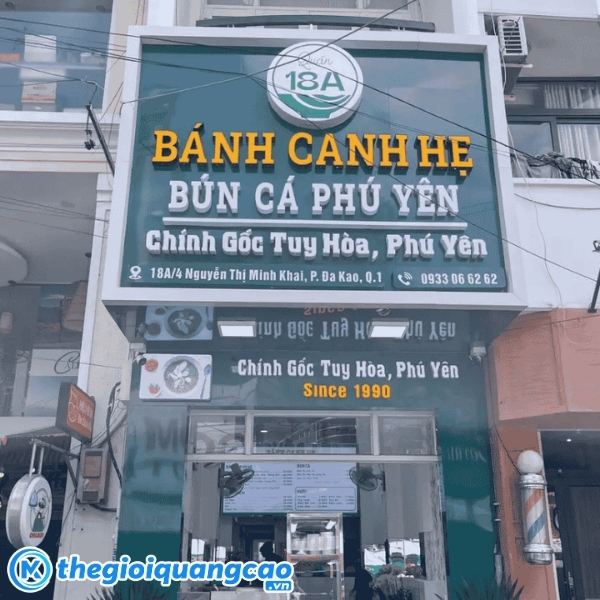 Quán
18A
BÁNH CANH HẸ
BÚN CÁ PHÚ YÊN
Chính Gốc Tuy Hòa, Phú Yên
18A/4 Nguyễn Thị Minh Khai, P. Đa Kao, Q.1
0933 06 62 62
Chính Gốc Tuy Hòa, Phú Yên
Since 1990
thegioiquangcao
.vn